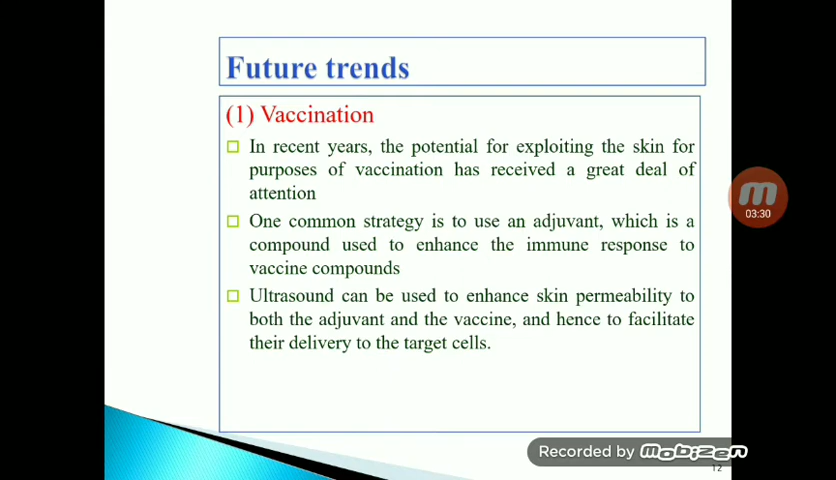 Future trends
(1) Vaccination
In recent years, the potential for exploiting the skin for
purposes of vaccination has received a great deal of
attention
One common strategy is to use an adjuvant, which is a
compound used to enhance the immune response to
vaccine compounds
Ultrasound can be used to enhance skin permeability to
both the adjuvant and the vaccine, and hence to facilitate
their delivery to the target cells.
03:30
Recorded by mobizen
12